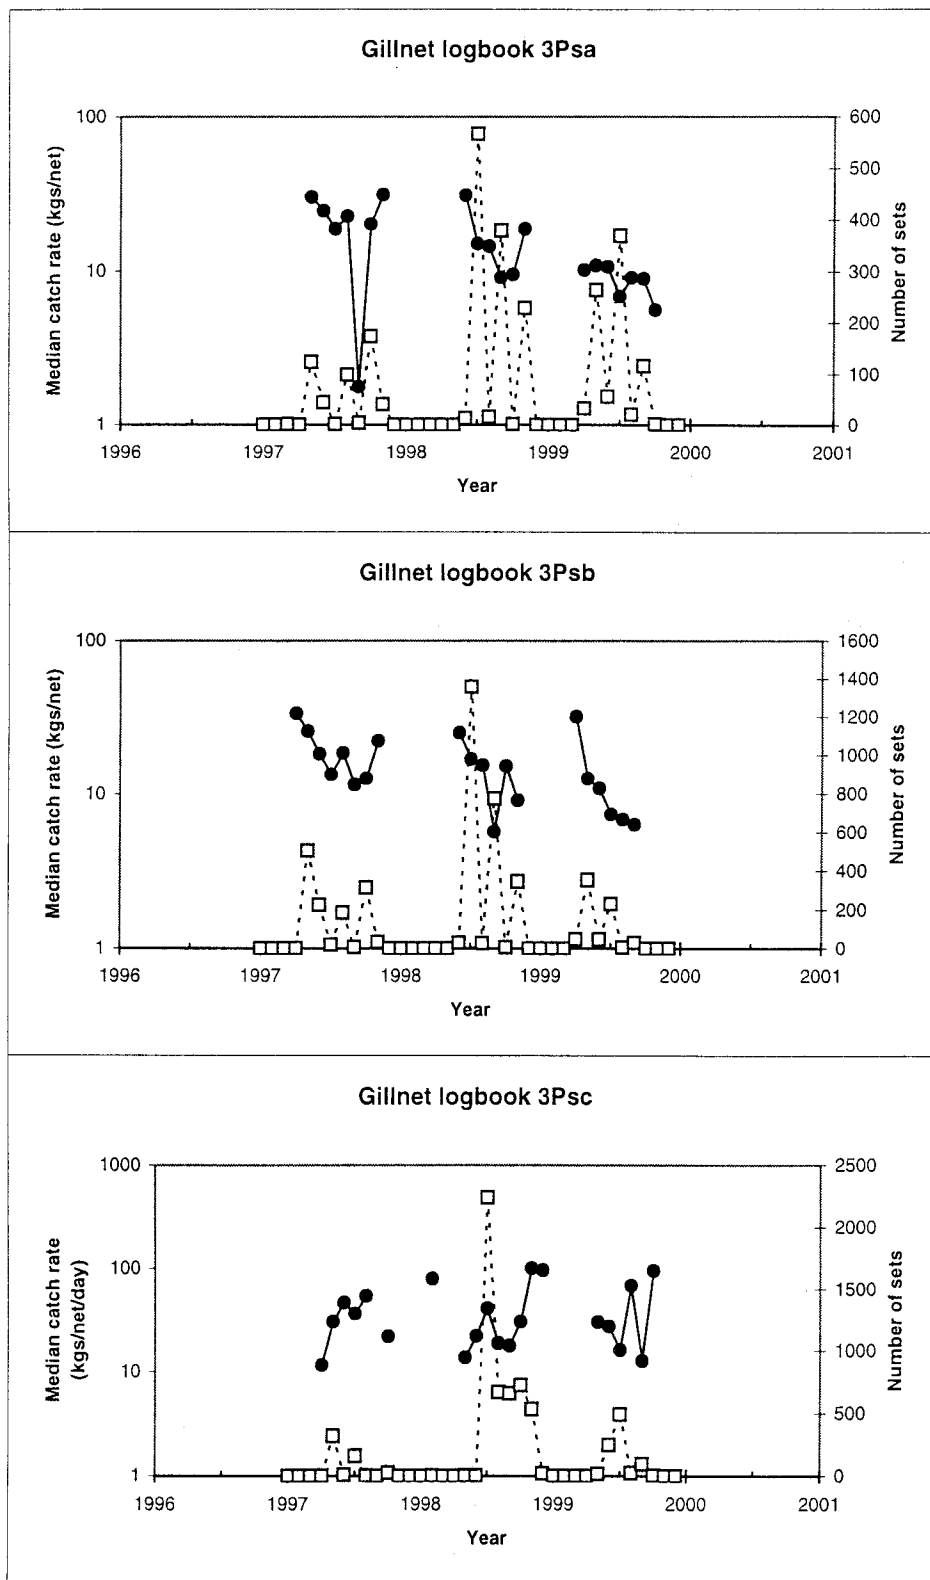 Gillnet logbook 3Psa
Median catch rate (kgs/net)
100
10
1
600
500
400
300
200
100
0
Number of sets
1996 1997 1998 1999 2000 2001
Year
Gillnet logbook 3Psb
Median catch rate (kgs/net)
100
10
1
1600
1400
1200
1000
800
600
400
200
0
Number of sets
1996 1997 1998 1999 2000 2001
Year
Gillnet logbook 3Psc
Median catch rate
(kgs/net/day)
1000
100
10
1
2500
2000
1500
1000
500
0
Number of sets
1996 1997 1998 1999 2000 2001
Year